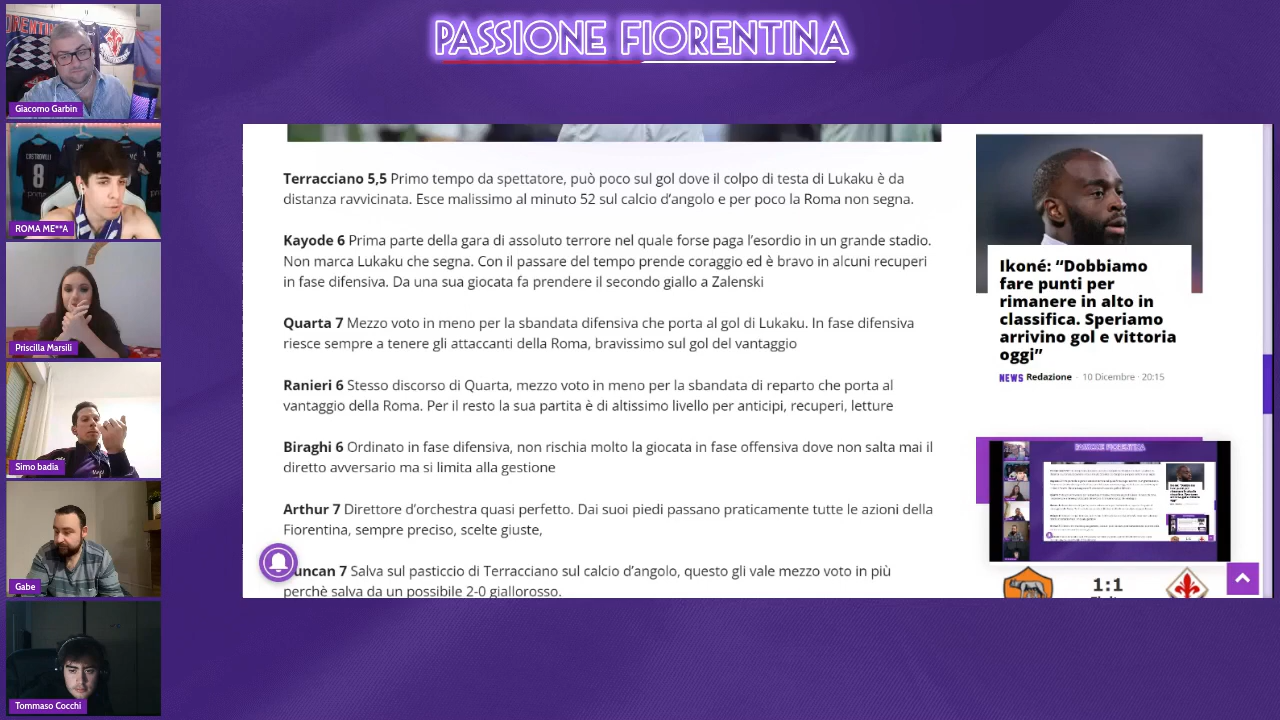 PASSIONE FIORENTINA
Giacomo Garbin
ROMA ME**A
Priscilla Marsili
Simo badia
Gabe
Tommaso Cocchi
8
Terracciano 5,5 Primo tempo da spettatore, può poco sul gol dove il colpo di testa di Lukaku è da
distanza ravvicinata. Esce malissimo al minuto 52 sul calcio d'angolo e per poco la Roma non segna.
Kayode 6 Prima parte della gara di assoluto terrore nel quale forse paga l'esordio in un grande stadio.
Non marca Lukaku che segna. Con il passare del tempo prende coraggio ed è bravo in alcuni recuperi
in fase difensiva. Da una sua giocata fa prendere il secondo giallo a Zalenski
Quarta 7 Mezzo voto in meno per la sbandata difensiva che porta al gol di Lukaku. In fase difensiva
riesce sempre a tenere gli attaccanti della Roma, bravissimo sul gol del vantaggio
Ranieri 6 Stesso discorso di Quarta, mezzo voto in meno per la sbandata di reparto che porta al
vantaggio della Roma. Per il resto la sua partita è di altissimo livello per anticipi, recuperi, letture
Biraghi 6 Ordinato in fase difensiva, non rischia molto la giocata in fase offensiva dove non salta mai il
diretto avversario ma si limita alla gestione
Arthur 7 passano praticamente tutte le azioni della
Fiorentina, sempre preciso, scelte giuste,
uncan 7 Salva sul pasticcio di Terracciano sul calcio d'angolo, questo gli vale mezzo voto in più
perchè salva da un possibile 2-0 giallorosso.
Ikoné: “Dobbiamo
fare punti per
rimanere in alto in
classifica. Speriamo
arrivino gol e vittoria
oggi”
NEWS Redazione - 10 Dicembre · 20:15
PASSIONE FIORENTINA
1:1